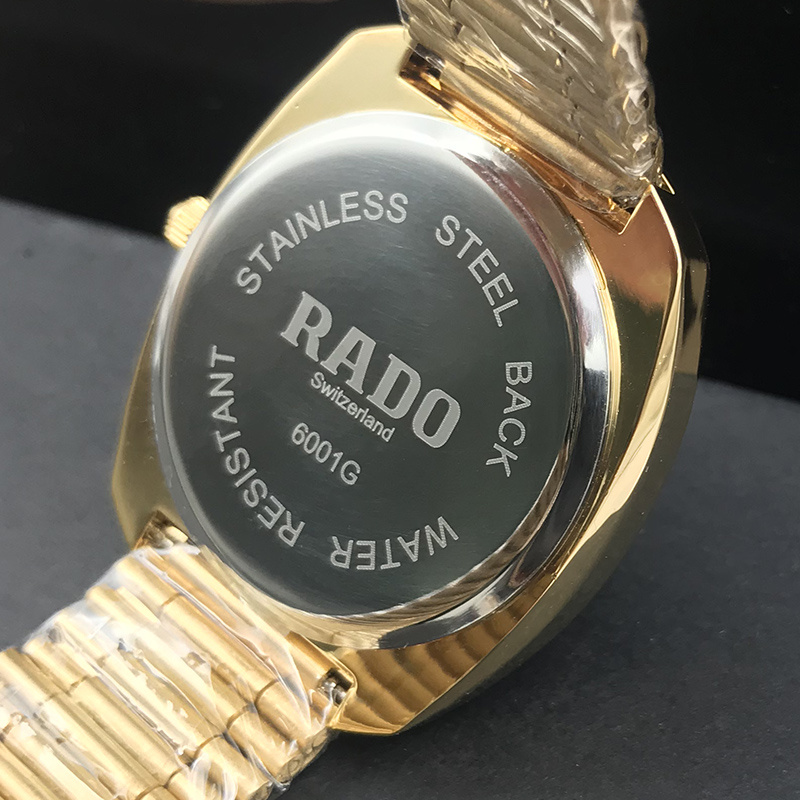 STAINLESS STEEL BACK
RADO
Switzerland
6001G
WATER RESISTANT